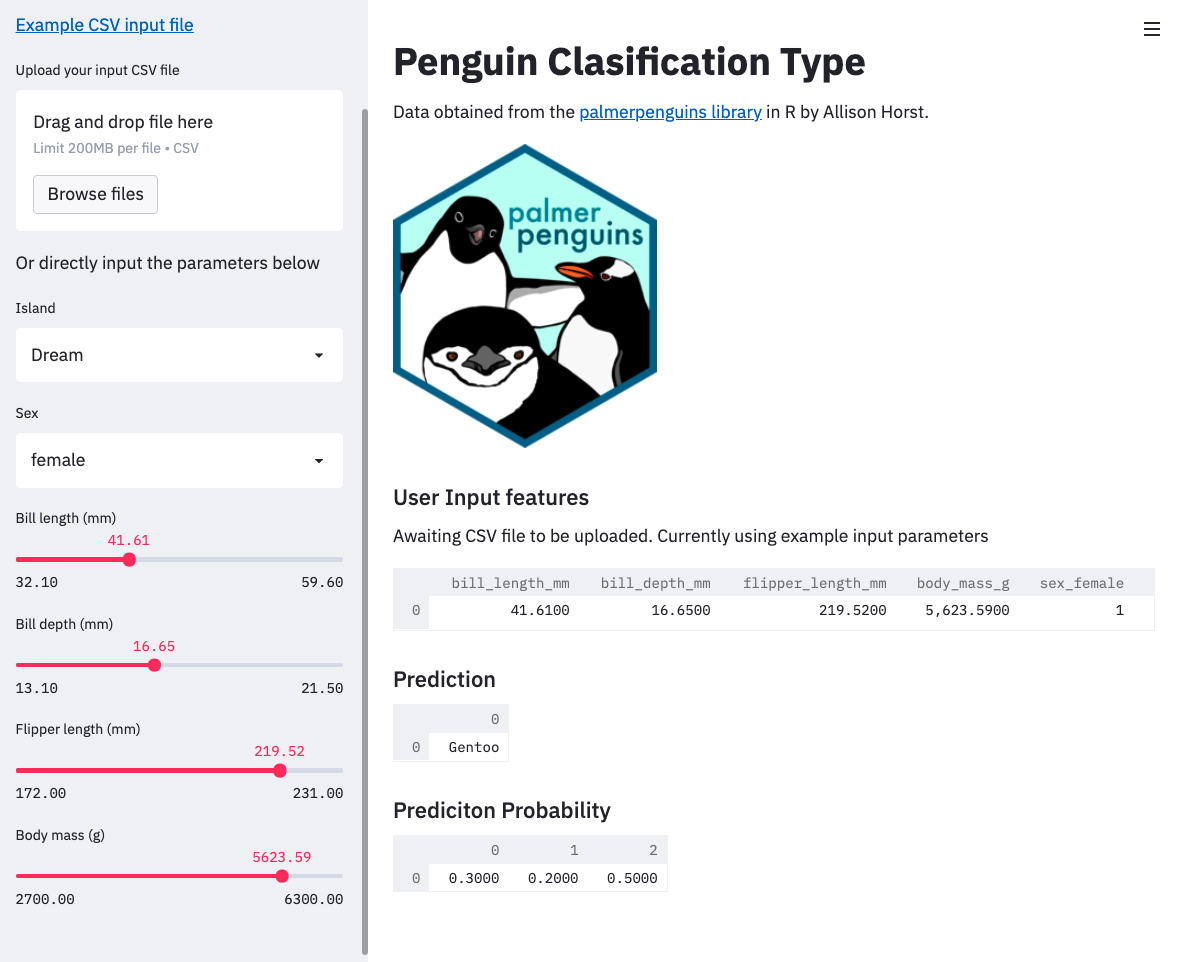 Example CSV input file
Upload your input CSV file
Drag and drop file here
Limit 200MB per file • CSV
Browse files
Or directly input the parameters below
Island
Dream
Sex
female
Bill length (mm)
41.61
32.10 59.60
Bill depth (mm)
16.65
13.10 21.50
Flipper length (mm)
219.52
172.00 231.00
Body mass (g)
5623.59
2700.00 6300.00
Penguin Clasification Type
Data obtained from the palmerpenguins library in R by Allison Horst.
palmer
penguins
User Input features
Awaiting CSV file to be uploaded. Currently using example input parameters
bill_length_mm bill_depth_mm flipper_length_mm body_mass_g sex_female
0 41.6100 16.6500 219.5200 5,623.5900 1
Prediction
0
0 Gentoo
Prediciton Probability
0 1 2
0 0.3000 0.2000 0.5000